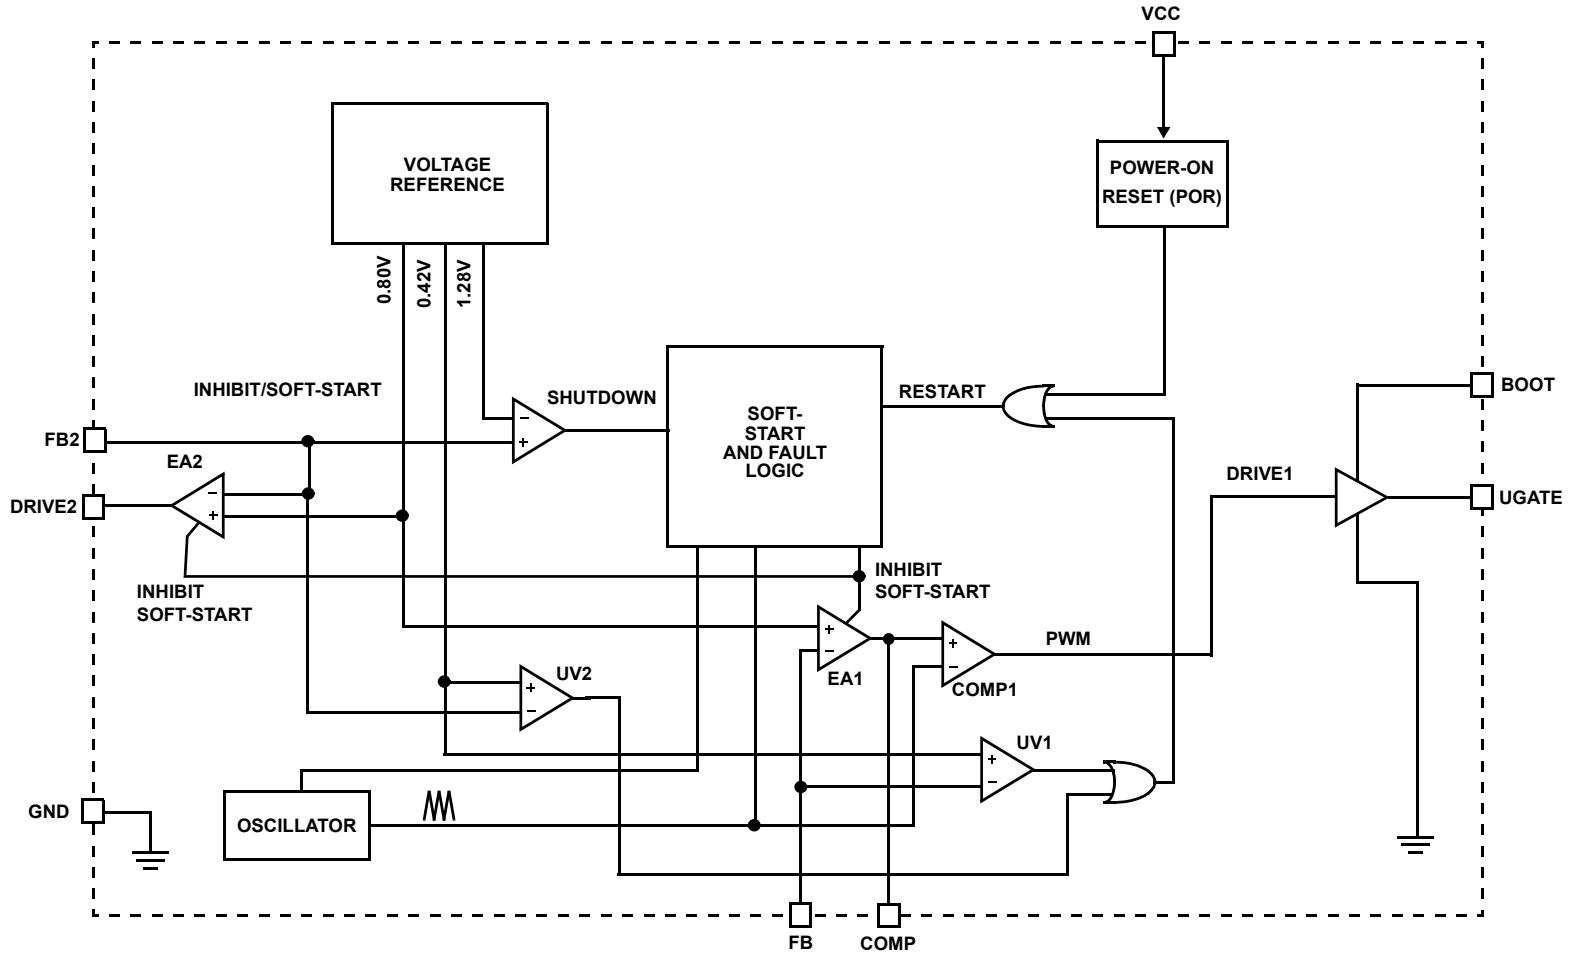 VCC
VOLTAGE
REFERENCE
POWER-ON
RESET (POR)
0.80V
0.42V
1.28V
INHIBIT/SOFT-START
SHUTDOWN
SOFT-
START
AND FAULT
LOGIC
RESTART
BOOT
FB2
EA2
DRIVE2
DRIVE1
UGATE
INHIBIT
SOFT-START
INHIBIT
SOFT-START
PWM
EA1
COMP1
UV2
UV1
GND
OSCILLATOR
FB
COMP